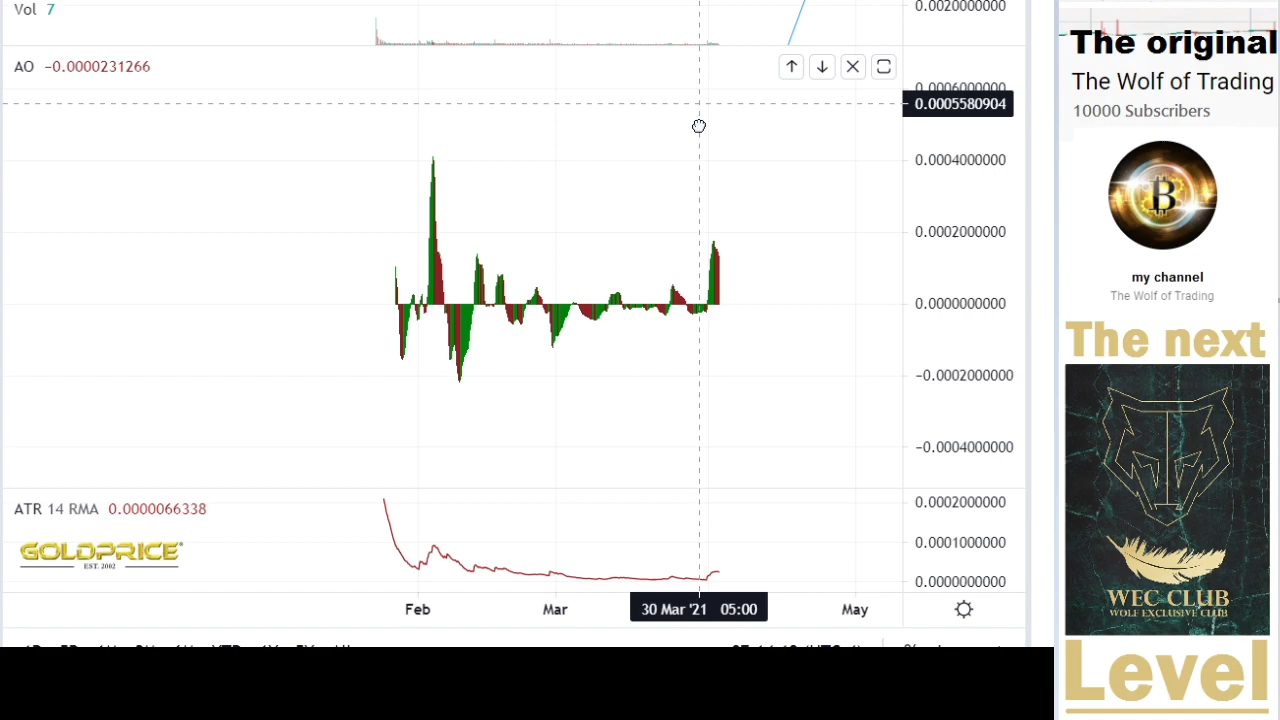 Vol 7
0.0020000000
AO −0.0000231266
0.0006000000
0.0005580904
0.0004000000
0.0002000000
0.0000000000
−0.0002000000
−0.0004000000
ATR 14 RMA 0.0000066338
0.0002000000
0.0001000000
0.0000000000
GOLDPRICE
EST. 2002
Feb
Mar
30 Mar '21 05:00
May
The original
The Wolf of Trading
10000 Subscribers
B
my channel
The Wolf of Trading
The next
WEC CLUB
WOLF EXCLUSIVE CLUB
Level